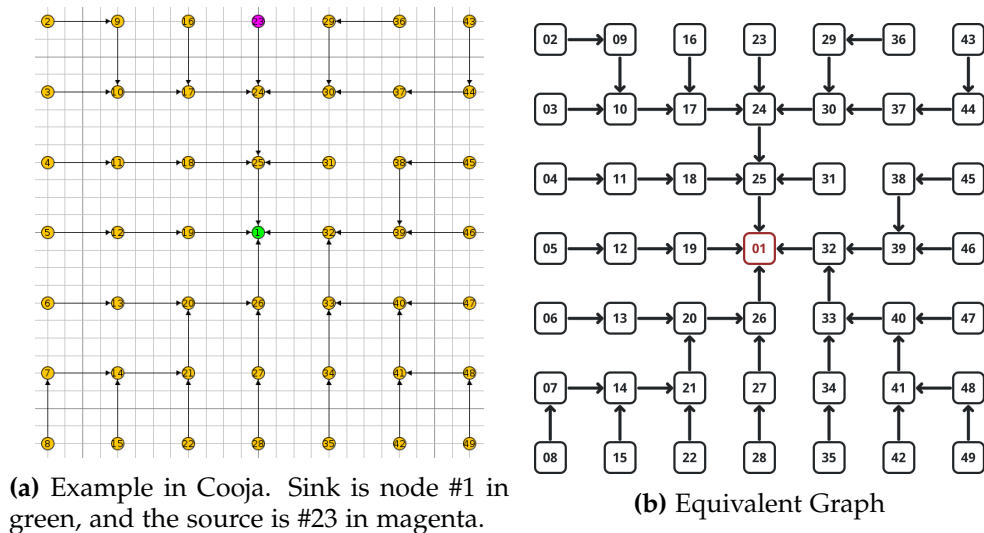 2 9 16 23 29 36 43
3 10 17 24 30 37 44
4 11 18 25 31 38 45
5 12 19 1 32 39 46
6 13 20 26 33 40 47
7 14 21 27 34 41 48
8 15 22 28 35 42 49
(a) Example in Cooja. Sink is node #1 in
green, and the source is #23 in magenta.
02 09 16 23 29 36 43
03 10 17 24 30 37 44
04 11 18 25 31 38 45
05 12 19 01 32 39 46
06 13 20 26 33 40 47
07 14 21 27 34 41 48
08 15 22 28 35 42 49
(b) Equivalent Graph